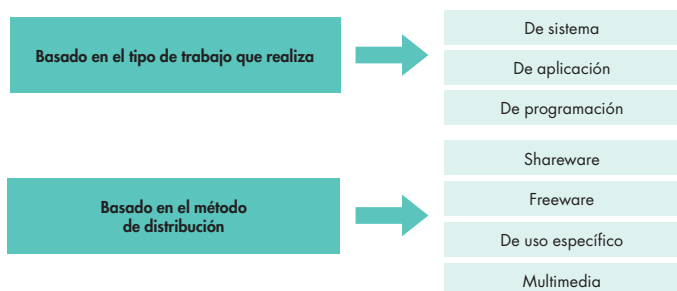 Basado en el tipo de trabajo que realiza
De sistema
De aplicación
De programación
Basado en el método
de distribución
Shareware
Freeware
De uso específico
Multimedia